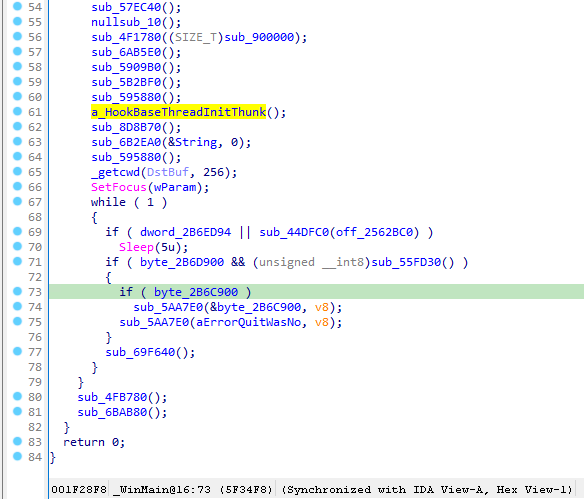 54 sub_57EC40();
55 nullsub_10();
56 sub_4F1780((SIZE_T)sub_900000);
57 sub_6AB5E0();
58 sub_5909B0();
59 sub_5B2BF0();
60 sub_595880();
61 a_HookBaseThreadInitThunk();
62 sub_8D8B70();
63 sub_6B2EA0(&String, 0);
64 sub_595880();
65 _getcwd(DstBuf, 256);
66 SetFocus(wParam);
67 while ( 1 )
68 {
69 if ( dword_2B6ED94 || sub_44DFC0(off_2562BC0) )
70 Sleep(5u);
71 if ( byte_2B6D900 && (unsigned __int8)sub_55FD30() )
72 {
73 if ( byte_2B6C900 )
74 sub_5AA7E0(&byte_2B6C900, v8);
75 sub_5AA7E0(aErrorQuitWasNo, v8);
76 }
77 sub_69F640();
78 }
79 }
80 sub_4FB780();
81 sub_6BAB80();
82 }
83 return 0;
84 }
001F28F8 _WinMain@16:73 (5F34F8) (Synchronized with IDA View-A, Hex View-1)